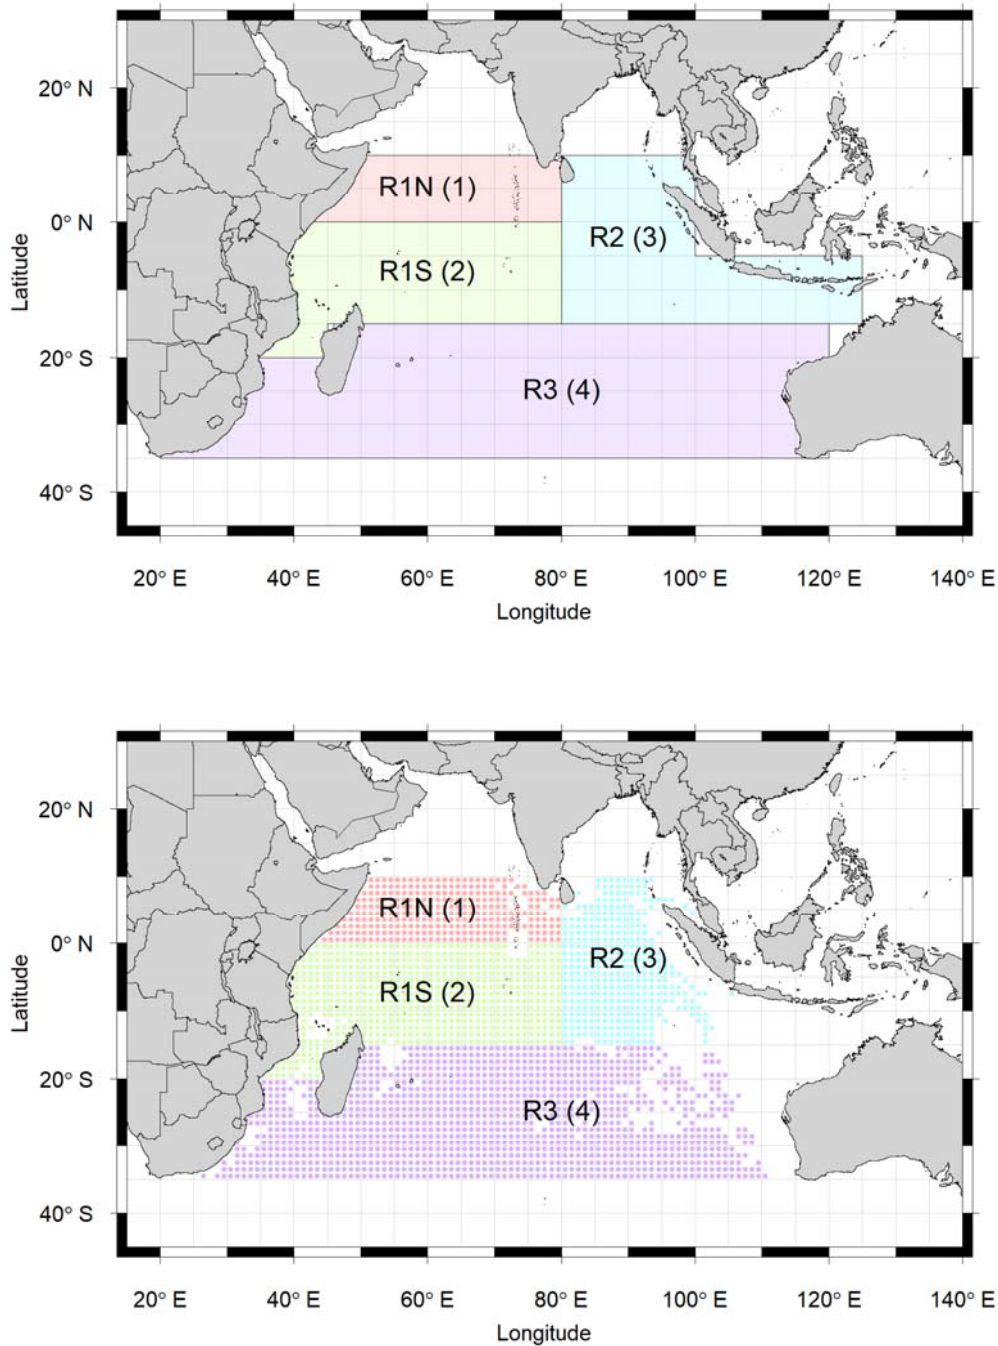 20° N
R1N (1)
0° N
R2 (3)
R1S (2)
Latitude
20° S
R3 (4)
40° S
20° E 40° E 60° E 80° E 100° E 120° E 140° E
Longitude
20° N
R1N (1)
0° N
R2 (3)
R1S (2)
Latitude
20° S
R3 (4)
40° S
20° E 40° E 60° E 80° E 100° E 120° E 140° E
Longitude